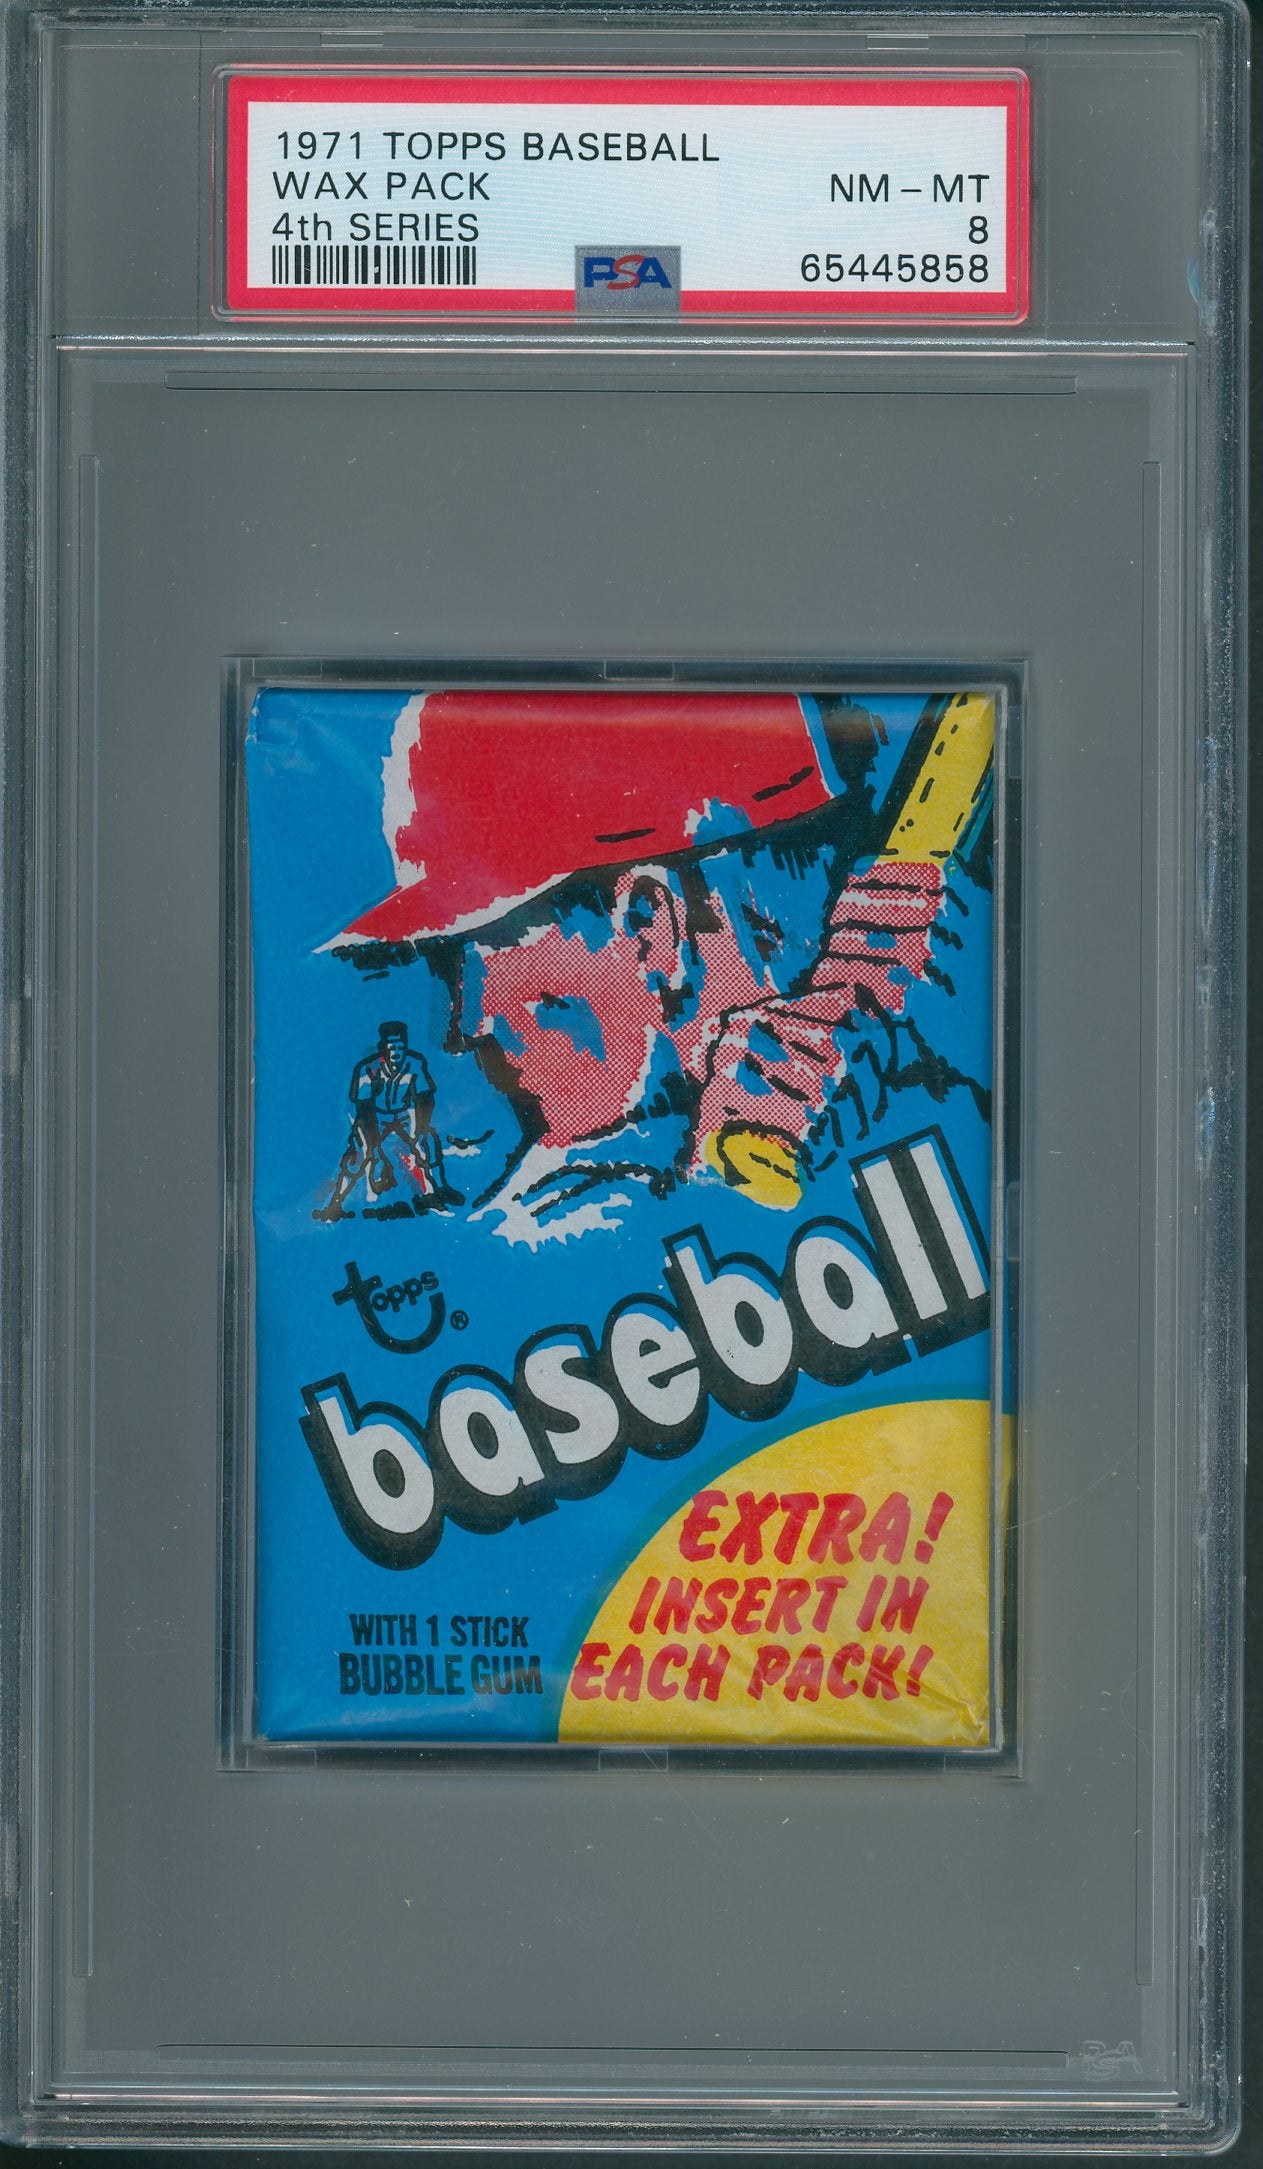 1971 TOPPS BASEBALL
WAX PACK
NM - MT
4th SERIES
8
PSA
65445858
topps®
baseball
EXTRA!
INSERT IN
EACH PACK!
WITH 1 STICK
BUBBLE GUM
PSA